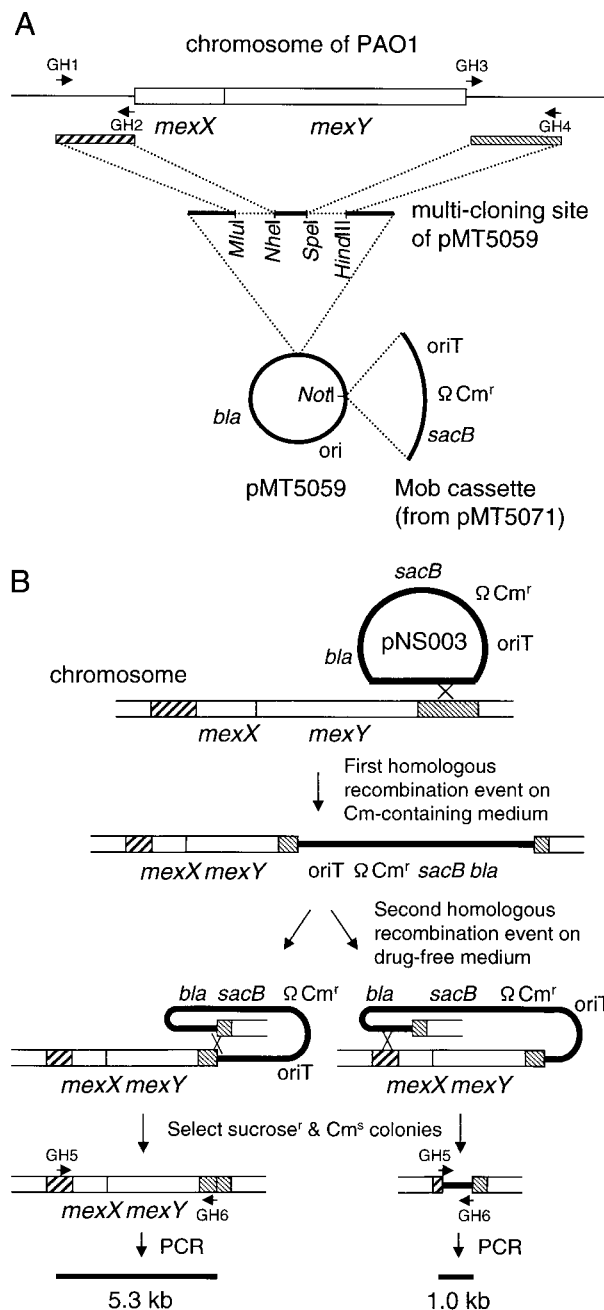 A
chromosome of PAO1
GH1
GH3
mexX
mexY
GH2
GH4
multi-cloning site
of pMT5059
MluI
NheI
SpeI
HindIII
oriT
Ω Cmʳ
sacB
NotI
bla
ori
pMT5059
Mob cassette
(from pMT5071)
B
sacB
Ω Cmʳ
pNS003
bla
oriT
chromosome
mexX
mexY
First homologous
recombination event on
Cm-containing medium
mexX mexY
oriT Ω Cmʳ sacB bla
Second homologous
recombination event on
drug-free medium
bla sacB Ω Cmʳ
oriT
mexX mexY
bla sacB Ω Cmʳ
oriT
mexX mexY
Select sucroseʳ & Cmˢ colonies
GH5
mexX mexY
GH6
GH5
GH6
PCR
PCR
5.3 kb
1.0 kb